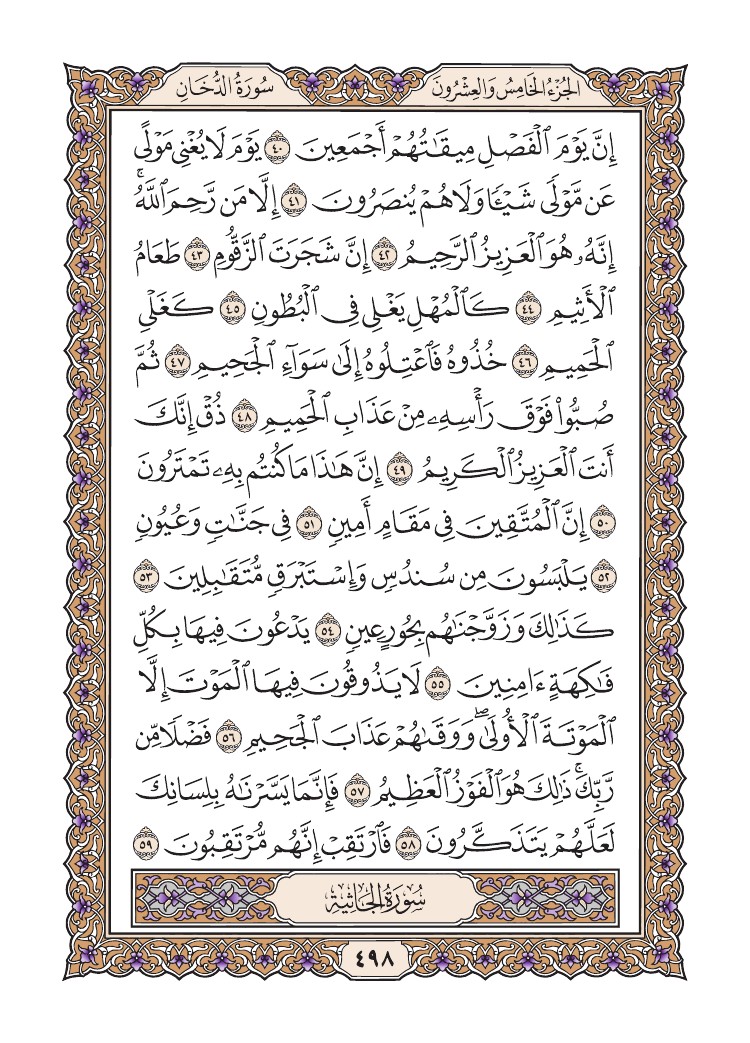 الجُزْءُ الخَامِسُ وَالعِشْرُونَ
سُورَةُ الدُّخَانِ
إِنَّ يَوْمَ ٱلْفَصْلِ مِيقَٰتُهُمْ أَجْمَعِينَ ٤٠ يَوْمَ لَا يُغْنِى مَوْلًى
عَن مَّوْلًى شَيْـًٔا وَلَا هُمْ يُنصَرُونَ ٤١ إِلَّا مَن رَّحِمَ ٱللَّهُۚ
إِنَّهُۥ هُوَ ٱلْعَزِيزُ ٱلرَّحِيمُ ٤٢ إِنَّ شَجَرَتَ ٱلزَّقُّومِ ٤٣ طَعَامُ
ٱلْأَثِيمِ ٤٤ كَٱلْمُهْلِ يَغْلِى فِى ٱلْبُطُونِ ٤٥ كَغَلْىِ
ٱلْحَمِيمِ ٤٦ خُذُوهُ فَٱعْتِلُوهُ إِلَىٰ سَوَآءِ ٱلْجَحِيمِ ٤٧ ثُمَّ
صُبُّوا۟ فَوْقَ رَأْسِهِۦ مِنْ عَذَابِ ٱلْحَمِيمِ ٤٨ ذُقْ إِنَّكَ
أَنتَ ٱلْعَزِيزُ ٱلْكَرِيمُ ٤٩ إِنَّ هَٰذَا مَا كُنتُم بِهِۦ تَمْتَرُونَ
٥٠ إِنَّ ٱلْمُتَّقِينَ فِى مَقَامٍ أَمِينٍ ٥١ فِى جَنَّٰتٍ وَعُيُونٍ
٥٢ يَلْبَسُونَ مِن سُندُسٍ وَإِسْتَبْرَقٍ مُّتَقَٰبِلِينَ ٥٣
كَذَٰلِكَ وَزَوَّجْنَٰهُم بِحُورٍ عِينٍ ٥٤ يَدْعُونَ فِيهَا بِكُلِّ
فَٰكِهَةٍ ءَامِنِينَ ٥٥ لَا يَذُوقُونَ فِيهَا ٱلْمَوْتَ إِلَّا
ٱلْمَوْتَةَ ٱلْأُولَىٰۖ وَوَقَىٰهُمْ عَذَابَ ٱلْجَحِيمِ ٥٦ فَضْلًا مِّن
رَّبِّكَۚ ذَٰلِكَ هُوَ ٱلْفَوْزُ ٱلْعَظِيمُ ٥٧ فَإِنَّمَا يَسَّرْنَٰهُ بِلِسَانِكَ
لَعَلَّهُمْ يَتَذَكَّرُونَ ٥٨ فَٱرْتَقِبْ إِنَّهُم مُّرْتَقِبُونَ ٥٩
سُورَةُ الجَاثِيَةِ
٤٩٨